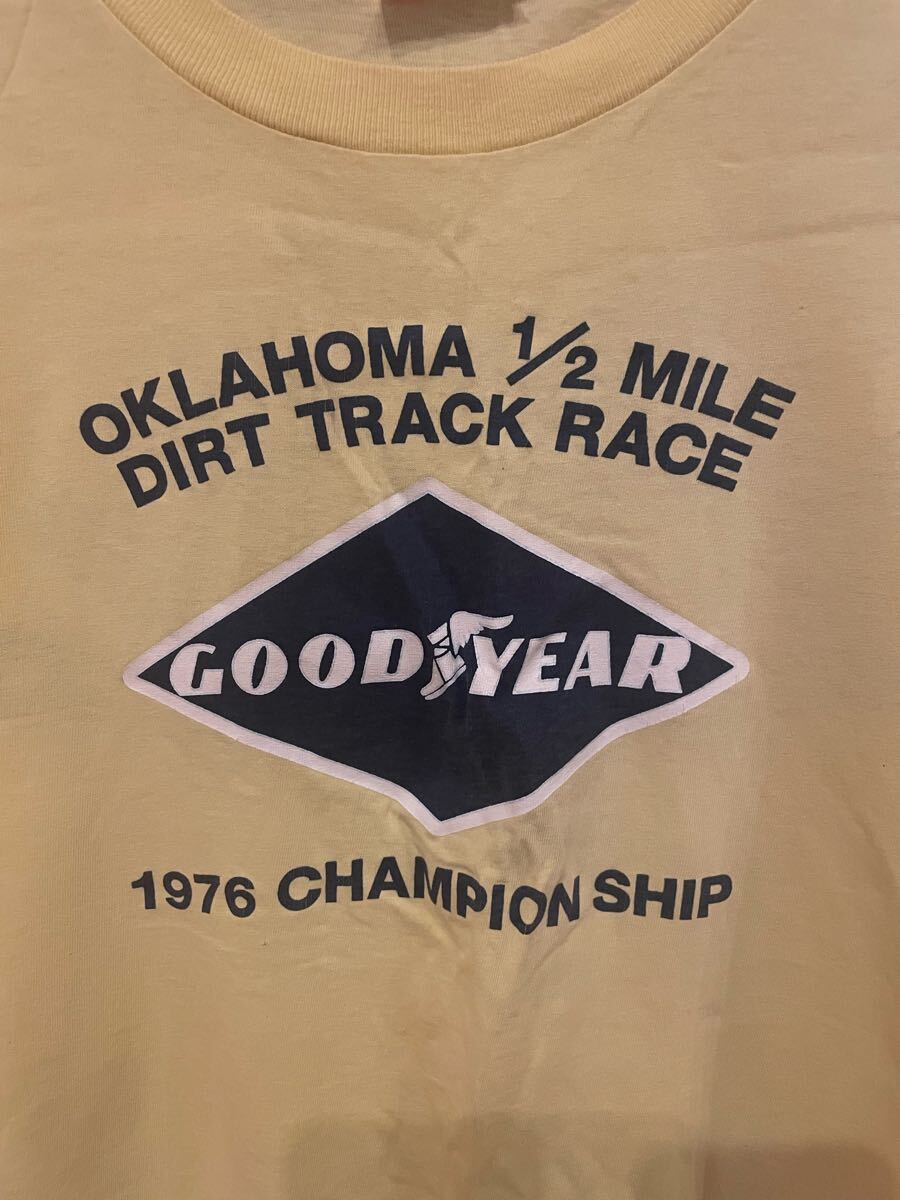 OKLAHOMA 1/2 MILE
DIRT TRACK RACE
GOODYEAR
1976 CHAMPION SHIP